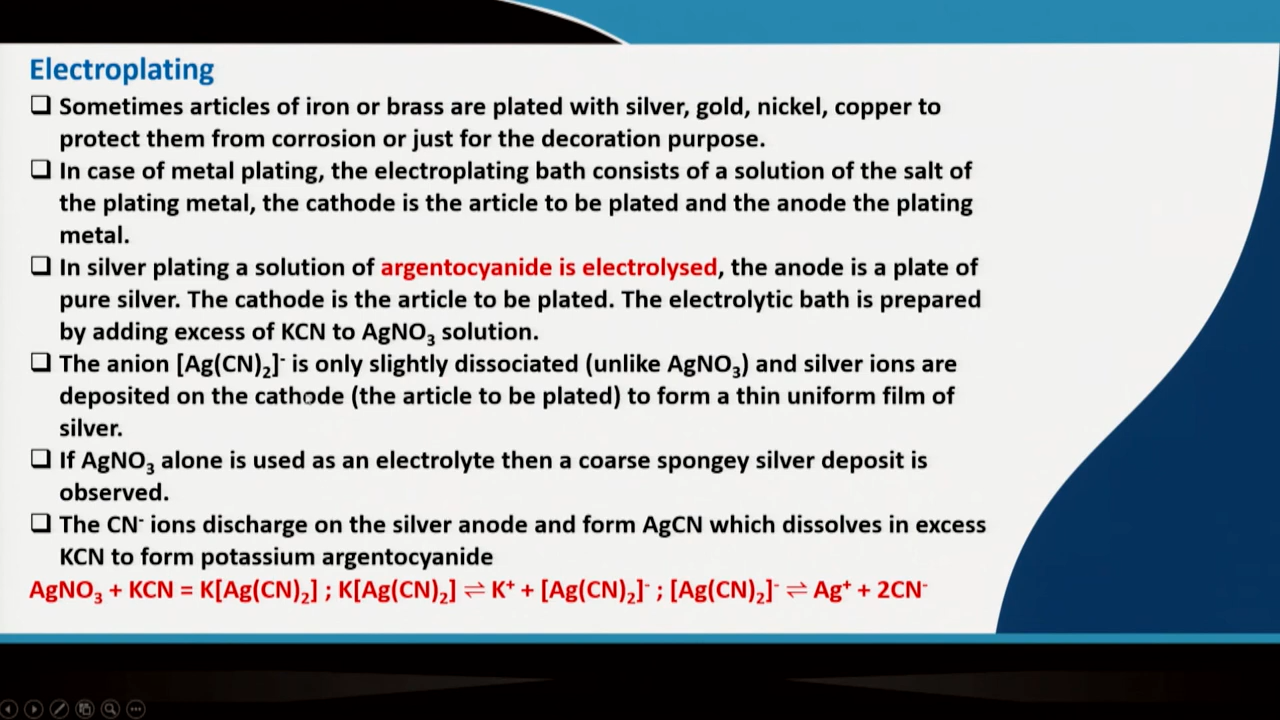 Electroplating
❑ Sometimes articles of iron or brass are plated with silver, gold, nickel, copper to
protect them from corrosion or just for the decoration purpose.
❑ In case of metal plating, the electroplating bath consists of a solution of the salt of
the plating metal, the cathode is the article to be plated and the anode the plating
metal.
❑ In silver plating a solution of argentocyanide is electrolysed, the anode is a plate of
pure silver. The cathode is the article to be plated. The electrolytic bath is prepared
by adding excess of KCN to AgNO₃ solution.
❑ The anion [Ag(CN)₂]⁻ is only slightly dissociated (unlike AgNO₃) and silver ions are
deposited on the cathode (the article to be plated) to form a thin uniform film of
silver.
❑ If AgNO₃ alone is used as an electrolyte then a coarse spongey silver deposit is
observed.
❑ The CN⁻ ions discharge on the silver anode and form AgCN which dissolves in excess
KCN to form potassium argentocyanide
AgNO₃ + KCN = K[Ag(CN)₂] ; K[Ag(CN)₂] ⇌ K⁺ + [Ag(CN)₂]⁻ ; [Ag(CN)₂]⁻ ⇌ Ag⁺ + 2CN⁻